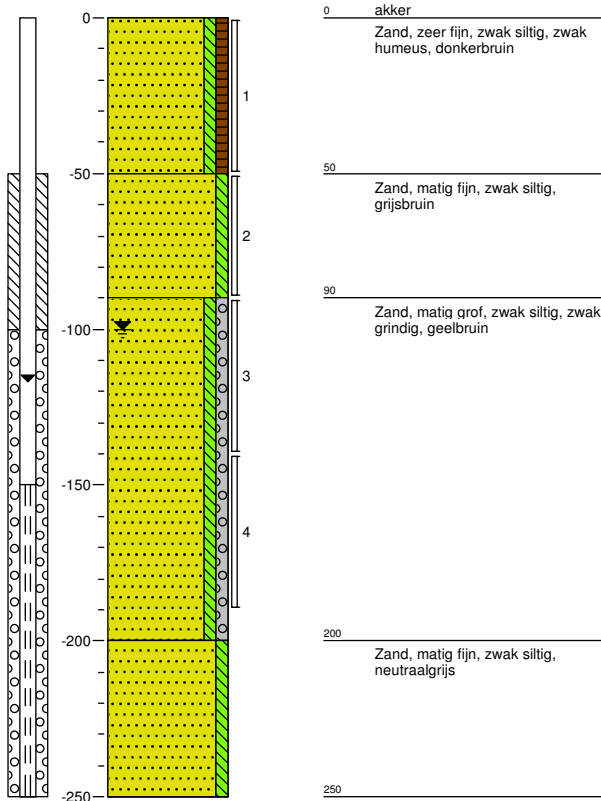 0
-50
-100
-150
-200
-250
1
2
3
4
0 akker
Zand, zeer fijn, zwak siltig, zwak
humeus, donkerbruin
50
Zand, matig fijn, zwak siltig,
grijsbruin
90
Zand, matig grof, zwak siltig, zwak
grindig, geelbruin
200
Zand, matig fijn, zwak siltig,
neutraalgrijs
250